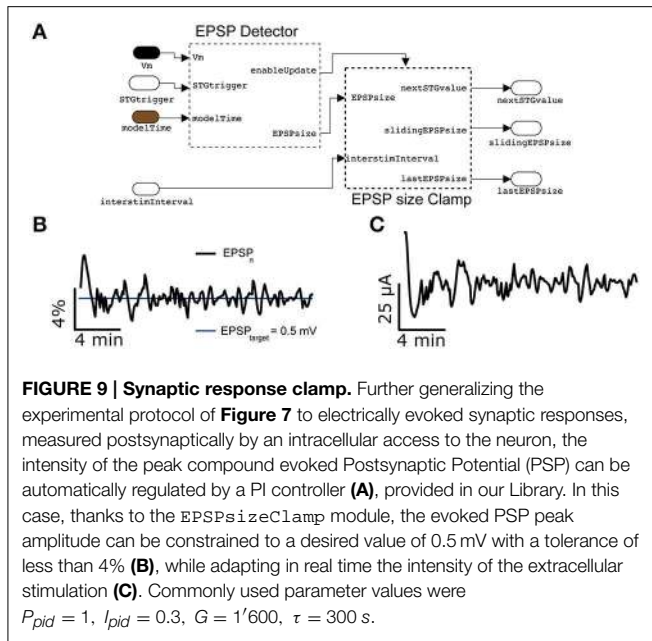 A
EPSP Detector
Vm
Vm
enableUpdate
STGtrigger
STGtrigger
EPSPsize
nextSTGvalue
nextSTGvalue
modelTime
modelTime
slidingEPSPsize
slidingEPSPsize
EPSPsize
interstimInterval
interstimInterval
lastEPSPsize
lastEPSPsize
EPSP size Clamp
B
C
EPSPn
4%
EPSPtarget = 0.5 mV
4 min
25 µA
4 min
FIGURE 9 | Synaptic response clamp. Further generalizing the
experimental protocol of Figure 7 to electrically evoked synaptic responses,
measured postsynaptically by an intracellular access to the neuron, the
intensity of the peak compound evoked Postsynaptic Potential (PSP) can be
automatically regulated by a PI controller (A), provided in our Library. In this
case, thanks to the EPSPsizeClamp module, the evoked PSP peak
amplitude can be constrained to a desired value of 0.5 mV with a tolerance of
less than 4% (B), while adapting in real time the intensity of the extracellular
stimulation (C). Commonly used parameter values were
Ppid = 1, Ipid = 0.3, G = 1′600, τ = 300 s.